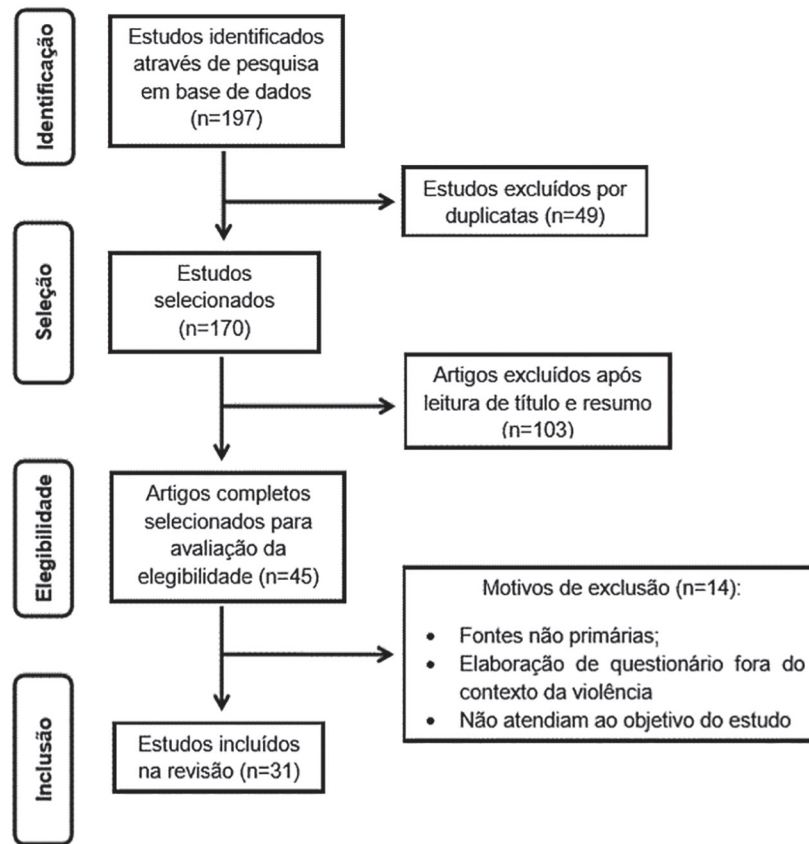 Identificação
Estudos identificados
através de pesquisa
em base de dados
(n=197)
Estudos excluídos por
duplicatas (n=49)
Seleção
Estudos
selecionados
(n=170)
Artigos excluídos após
leitura de título e resumo
(n=103)
Elegibilidade
Artigos completos
selecionados para
avaliação da
elegibilidade (n=45)
Motivos de exclusão (n=14):
• Fontes não primárias;
• Elaboração de questionário fora do
contexto da violência
• Não atendiam ao objetivo do estudo
Inclusão
Estudos incluídos
na revisão (n=31)